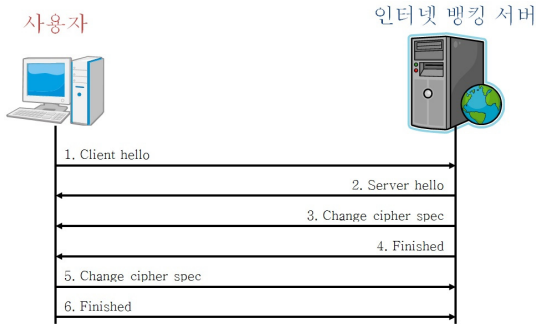 사용자
인터넷 뱅킹 서버
1. Client hello
2. Server hello
3. Change cipher spec
4. Finished
5. Change cipher spec
6. Finished